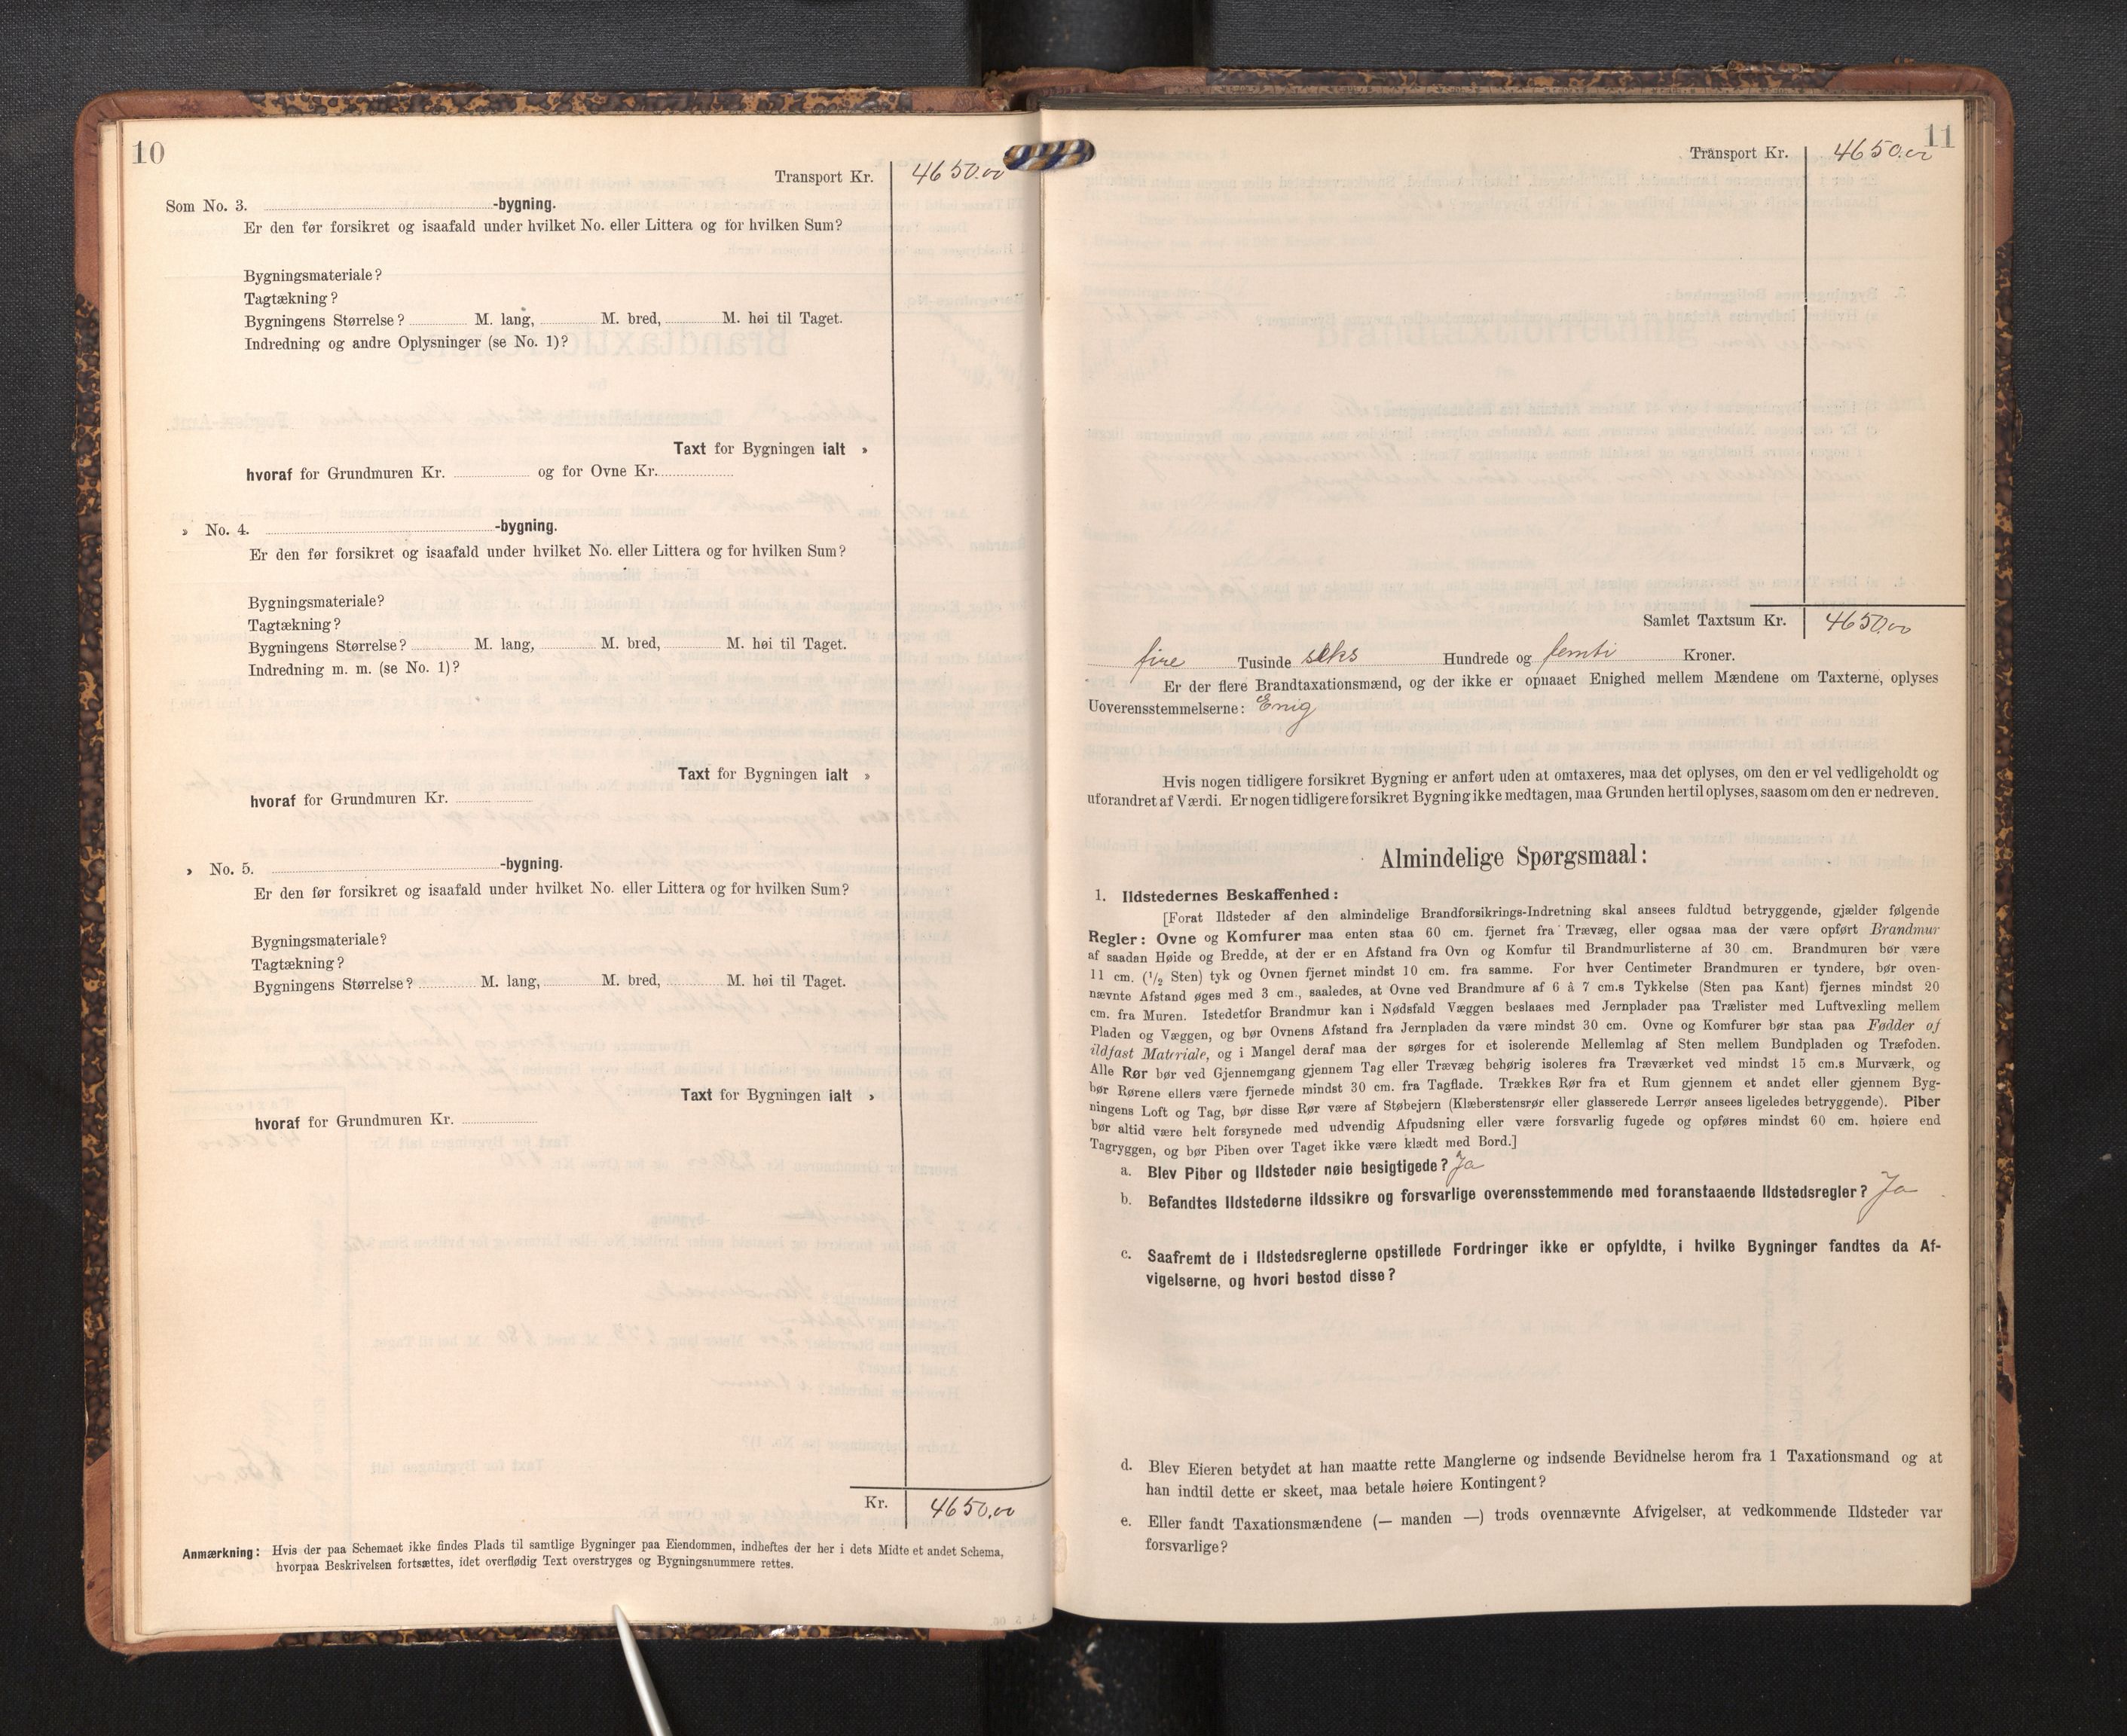 10
Transport Kr. 4650.00
Som No. 3. -bygning.
Er den før forsikret og isaafald under hvilket No. eller Littera og for hvilken Sum?
Bygningsmateriale?
Tagtækning?
Bygningens Størrelse? M. lang, M. bred, M. høi til Taget.
Indredning og andre Oplysninger (se No. 1)?
Taxt for Bygningen ialt »
hvoraf for Grundmuren Kr. og for Ovne Kr.
» No. 4. -bygning.
Er den før forsikret og isaafald under hvilket No. eller Littera og for hvilken Sum?
Bygningsmateriale?
Tagtækning?
Bygningens Størrelse? M. lang, M. bred, M. høi til Taget.
Indredning m. m. (se No. 1)?
Taxt for Bygningen ialt »
hvoraf for Grundmuren Kr.
» No. 5. -bygning.
Er den før forsikret og isaafald under hvilket No. eller Littera og for hvilken Sum?
Bygningsmateriale?
Tagtækning?
Bygningens Størrelse? M. lang, M. bred, M. høi til Taget.
Taxt for Bygningen ialt »
hvoraf for Grundmuren Kr.
Kr. 4650.00
Anmærkning: Hvis der paa Schemaet ikke findes Plads til samtlige Bygninger paa Eiendommen, indheftes der her i dets Midte et andet Schema,
hvorpaa Beskrivelsen fortsættes, idet overflødig Text overstryges og Bygningsnummere rettes.
11
Transport Kr. 4650.00
Samlet Taxtsum Kr. 4650.00
fire Tusinde seks Hundrede og femti Kroner.
Er der flere Brandtaxationsmænd, og der ikke er opnaaet Enighed mellem Mændene om Taxterne, oplyses
Uoverensstemmelserne: Enig
Hvis nogen tidligere forsikret Bygning er anført uden at omtaxeres, maa det oplyses, om den er vel vedligeholdt og
uforandret af Værdi. Er nogen tidligere forsikret Bygning ikke medtagen, maa Grunden hertil oplyses, saasom om den er nedreven.
Almindelige Spørgsmaal:
1. Ildstedernes Beskaffenhed:
[Forat Ildsteder af den almindelige Brandforsikrings-Indretning skal ansees fuldtud betryggende, gjælder følgende
Regler: Ovne og Komfurer maa enten staa 60 cm. fjernet fra Trævæg, eller ogsaa maa der være opført Brandmur
af saadan Høide og Bredde, at der er en Afstand fra Ovn og Komfur til Brandmurlisterne af 30 cm. Brandmuren bør være
11 cm. (1/2 Sten) tyk og Ovnen fjernet mindst 10 cm. fra samme. For hver Centimeter Brandmuren er tyndere, bør oven-
nævnte Afstand øges med 3 cm., saaledes, at Ovne ved Brandmure af 6 à 7 cm.s Tykkelse (Sten paa Kant) fjernes mindst 20
cm. fra Muren. Istedetfor Brandmur kan i Nødsfald Væggen beslaaes med Jernplader paa Trælister med Luftvexling mellem
Pladen og Væggen, og bør Ovnens Afstand fra Jernpladen da være mindst 30 cm. Ovne og Komfurer bør staa paa Fødder af
ildfast Materiale, og i Mangel deraf maa der sørges for et isolerende Mellemlag af Sten mellem Bundpladen og Træfoden.
Alle Rør bør ved Gjennemgang gjennem Tag eller Trævæg behørig isoleres fra Træværket ved mindst 15 cm.s Murværk, og
bør Rørene ellers være fjernede mindst 30 cm. fra Tagflade. Trækkes Rør fra et Rum gjennem et andet eller gjennem Byg-
ningens Loft og Tag, bør disse Rør være af Støbejern (Klæberstensrør eller glasserede Lerrør ansees ligeledes betryggende). Piber
bør altid være helt forsynede med udvendig Afpudsning eller være forsvarlig fugede og opføres mindst 60 cm. høiere end
Tagryggen, og bør Piben over Taget ikke være klædt med Bord.]
a. Blev Piber og Ildsteder nøie besigtigede? Ja
b. Befandtes Ildstederne ildssikre og forsvarlige overensstemmende med foranstaaende Ildstedsregler? Ja
c. Saafremt de i Ildstedsreglerne opstillede Fordringer ikke er opfyldte, i hvilke Bygninger fandtes da Af-
vigelserne, og hvori bestod disse?
d. Blev Eieren betydet at han maatte rette Manglerne og indsende Bevidnelse herom fra 1 Taxationsmand og at
han indtil dette er skeet, maa betale høiere Kontingent?
e. Eller fandt Taxationsmændene (— manden —) trods ovennævnte Afvigelser, at vedkommende Ildsteder var
forsvarlige?